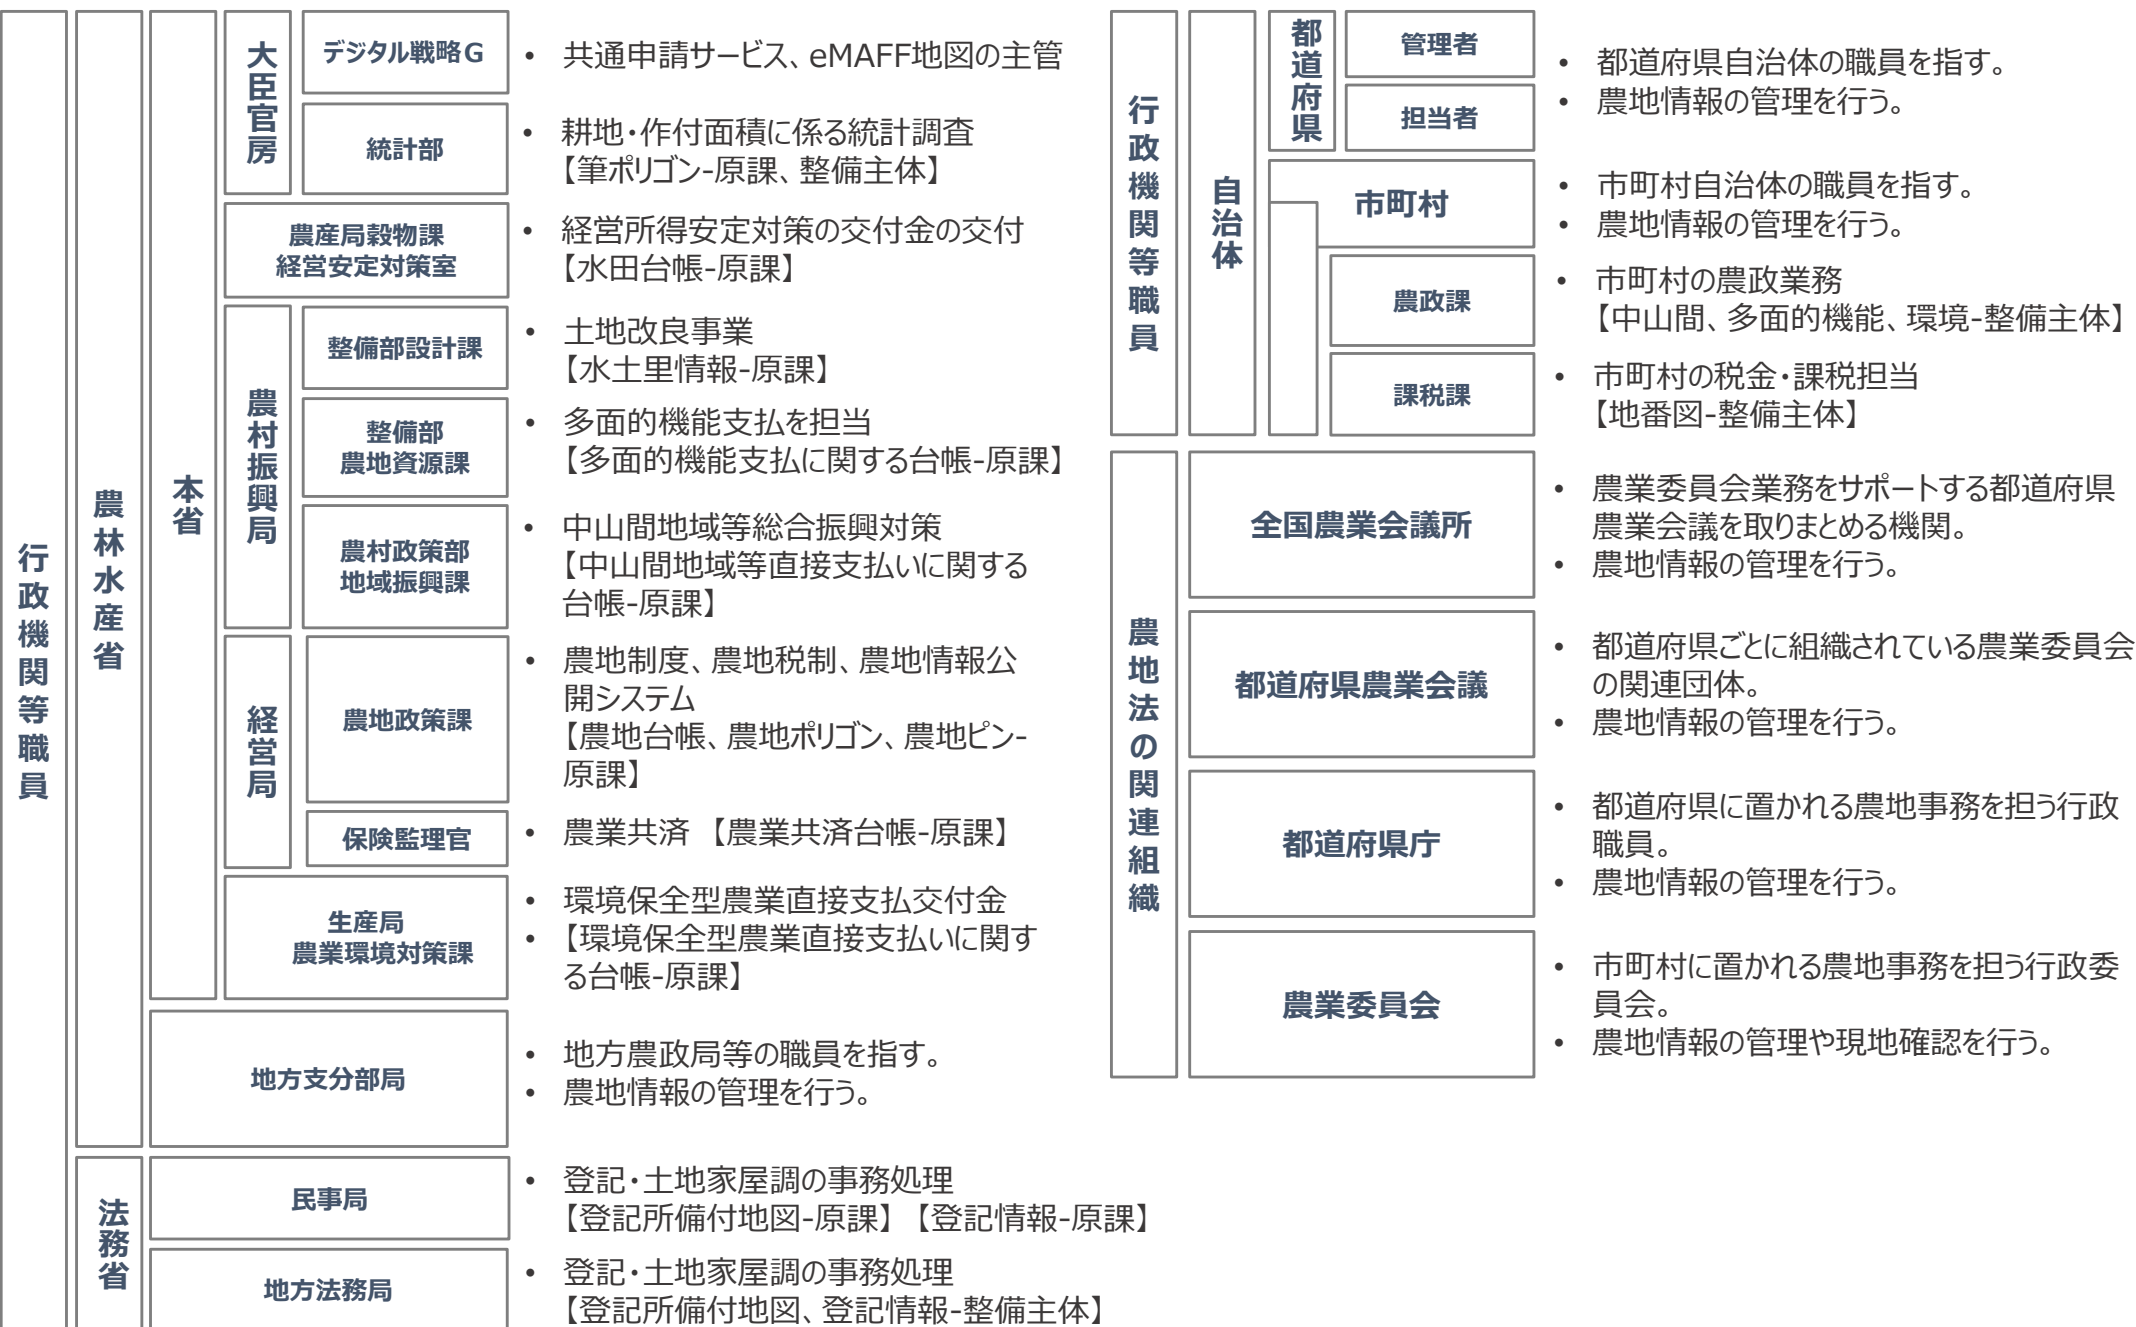 行政機関等職員
農林水産省
本省
大臣官房
デジタル戦略G
• 共通申請サービス、eMAFF地図の主管
統計部
• 耕地・作付面積に係る統計調査
【筆ポリゴン-原課、整備主体】
農産局穀物課
経営安定対策室
• 経営所得安定対策の交付金の交付
【水田台帳-原課】
農村振興局
整備部設計課
• 土地改良事業
【水土里情報-原課】
整備部
農地資源課
• 多面的機能支払を担当
【多面的機能支払に関する台帳-原課】
農村政策部
地域振興課
• 中山間地域等総合振興対策
【中山間地域等直接支払いに関する
台帳-原課】
経営局
農地政策課
• 農地制度、農地税制、農地情報公
開システム
【農地台帳、農地ポリゴン、農地ピン-
原課】
保険監理官
• 農業共済 【農業共済台帳-原課】
生産局
農業環境対策課
• 環境保全型農業直接支払交付金
• 【環境保全型農業直接支払いに関す
る台帳-原課】
地方支分部局
• 地方農政局等の職員を指す。
• 農地情報の管理を行う。
法務省
民事局
• 登記・土地家屋調の事務処理
【登記所備付地図-原課】 【登記情報-原課】
地方法務局
• 登記・土地家屋調の事務処理
【登記所備付地図、登記情報-整備主体】
行政機関等職員
自治体
都道府県
管理者
担当者
• 都道府県自治体の職員を指す。
• 農地情報の管理を行う。
市町村
• 市町村自治体の職員を指す。
• 農地情報の管理を行う。
農政課
• 市町村の農政業務
【中山間、多面的機能、環境-整備主体】
課税課
• 市町村の税金・課税担当
【地番図-整備主体】
農地法の関連組織
全国農業会議所
• 農業委員会業務をサポートする都道府県
農業会議を取りまとめる機関。
• 農地情報の管理を行う。
都道府県農業会議
• 都道府県ごとに組織されている農業委員会
の関連団体。
• 農地情報の管理を行う。
都道府県庁
• 都道府県に置かれる農地事務を担う行政
職員。
• 農地情報の管理を行う。
農業委員会
• 市町村に置かれる農地事務を担う行政委
員会。
• 農地情報の管理や現地確認を行う。